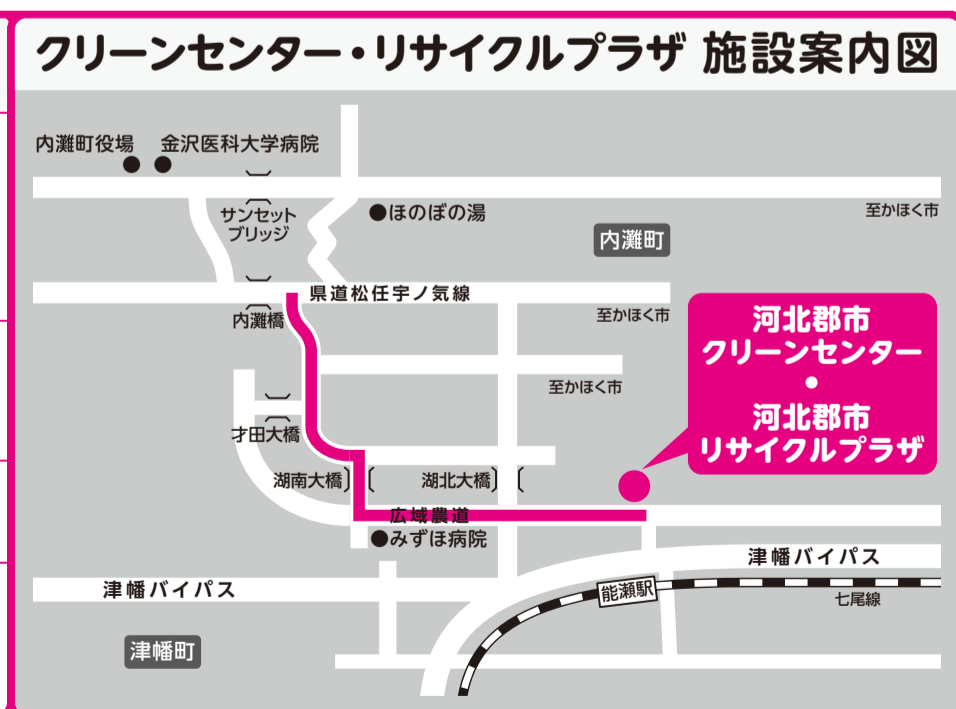 クリーンセンター・リサイクルプラザ 施設案内図
内灘町役場
金沢医科大学病院
サンセット
ブリッジ
ほのぼの湯
至かほく市
内灘町
県道松任宇ノ気線
内灘橋
至かほく市
河北郡市
クリーンセンター
・
河北郡市
リサイクルプラザ
至かほく市
才田大橋
湖南大橋
湖北大橋
広域農道
みずほ病院
津幡バイパス
津幡バイパス
能瀬駅
七尾線
津幡町